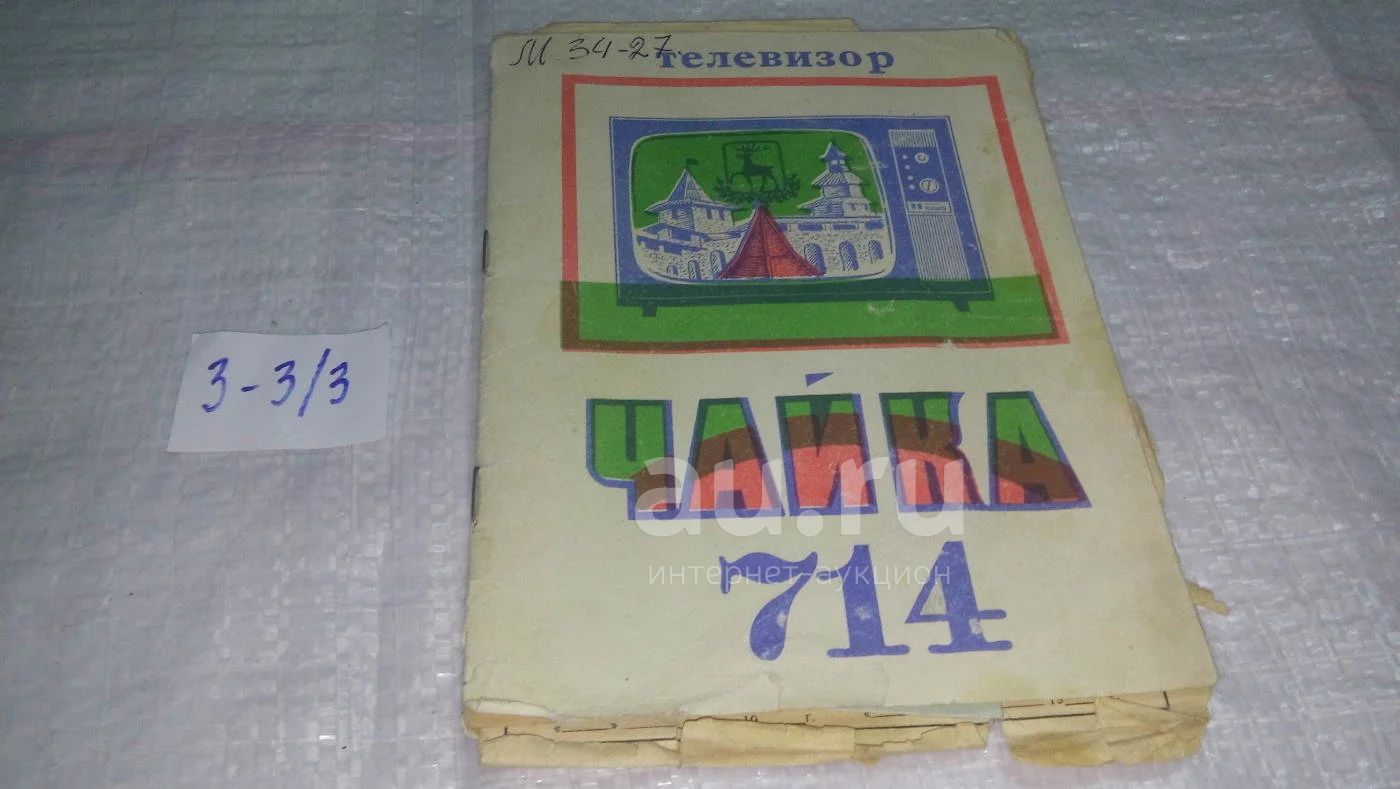 М. 34-27.
телевизор
3-3/3
ЧАЙКА
au.ru
интернет-аукцион
714